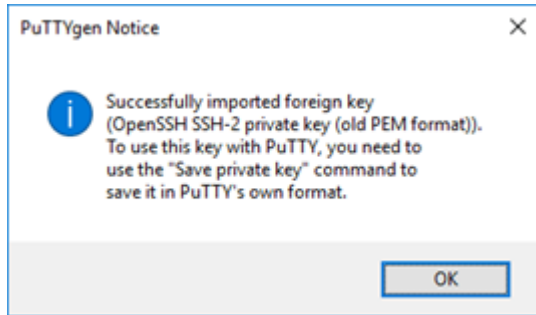 PuTTYgen Notice
Successfully imported foreign key
(OpenSSH SSH-2 private key (old PEM format)).
To use this key with PuTTY, you need to
use the "Save private key" command to
save it in PuTTY's own format.
OK